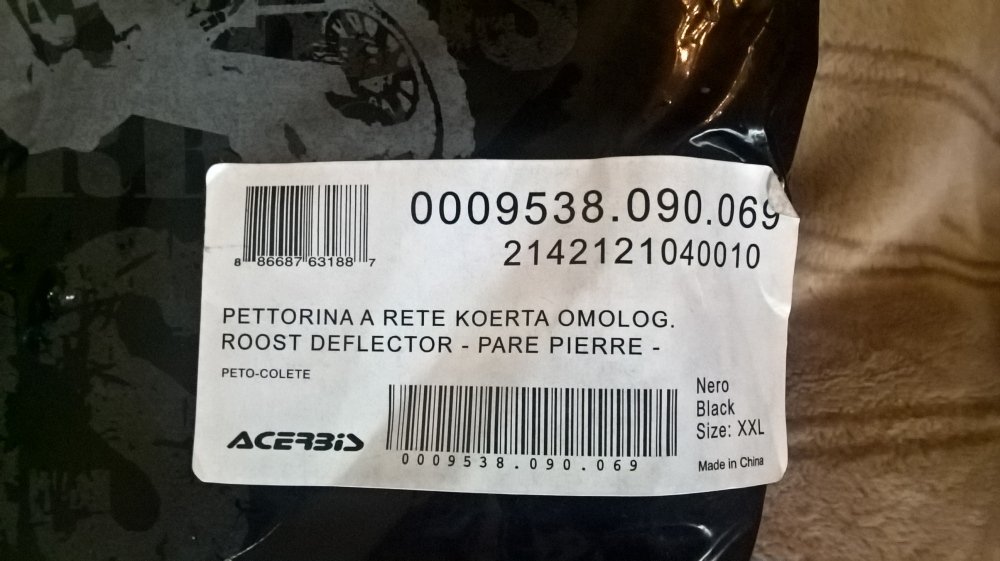 0009538.090.069
2142121040010
8 86687 63188 7
PETTORINA A RETE KOERTA OMOLOG.
ROOST DEFLECTOR - PARE PIERRE -
PETO-COLETE
Nero
Black
Size: XXL
ACERBIS
0009538.090.069
Made in China